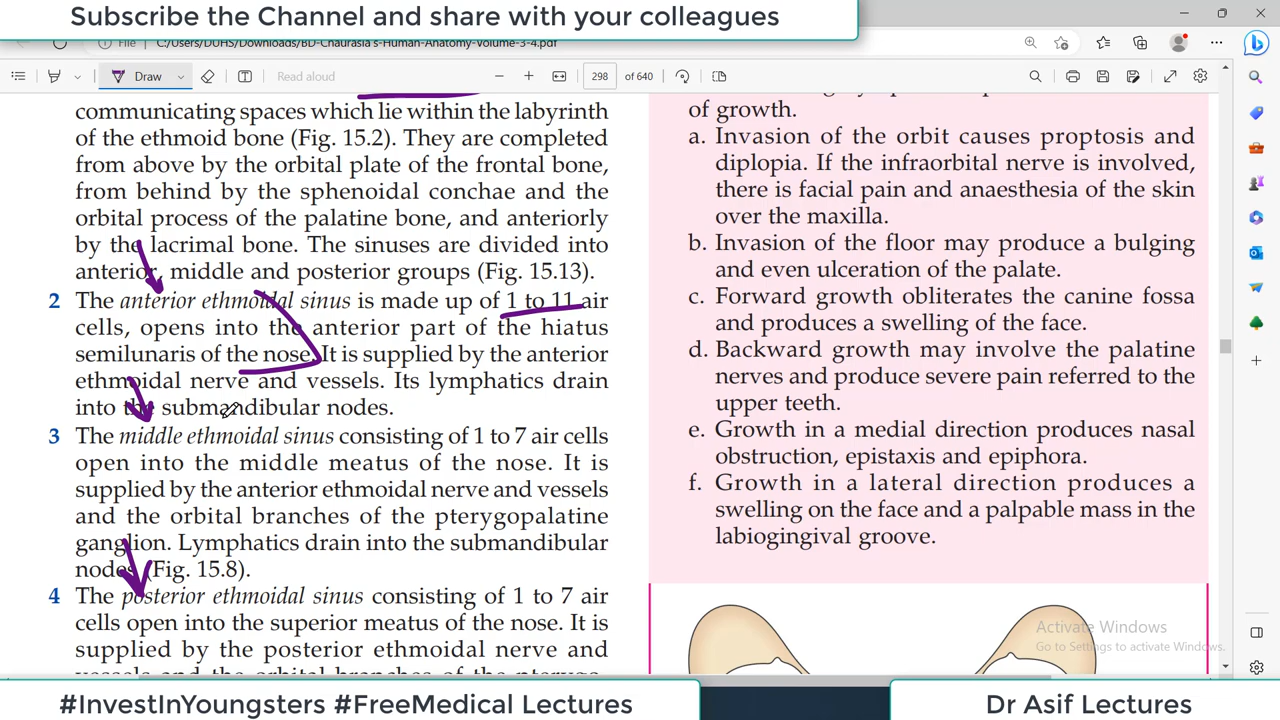 Subscribe the Channel and share with your colleagues
File
C:/Users/DUHS/Downloads/BD-Chaurasia's-Human-Anatomy-Volume-3-4.pdf
Draw
Read aloud
298
of 640
communicating spaces which lie within the labyrinth
of the ethmoid bone (Fig. 15.2). They are completed
from above by the orbital plate of the frontal bone,
from behind by the sphenoidal conchae and the
orbital process of the palatine bone, and anteriorly
by the lacrimal bone. The sinuses are divided into
anterior, middle and posterior groups (Fig. 15.13).
2 The anterior ethmoidal sinus is made up of 1 to 11 air
cells, opens into the anterior part of the hiatus
semilunaris of the nose. It is supplied by the anterior
ethmoidal nerve and vessels. Its lymphatics drain
into the submandibular nodes.
3 The middle ethmoidal sinus consisting of 1 to 7 air cells
open into the middle meatus of the nose. It is
supplied by the anterior ethmoidal nerve and vessels
and the orbital branches of the pterygopalatine
ganglion. Lymphatics drain into the submandibular
nodes (Fig. 15.8).
4 The posterior ethmoidal sinus consisting of 1 to 7 air
cells open into the superior meatus of the nose. It is
supplied by the posterior ethmoidal nerve and
of growth.
a. Invasion of the orbit causes proptosis and
diplopia. If the infraorbital nerve is involved,
there is facial pain and anaesthesia of the skin
over the maxilla.
b. Invasion of the floor may produce a bulging
and even ulceration of the palate.
c. Forward growth obliterates the canine fossa
and produces a swelling of the face.
d. Backward growth may involve the palatine
nerves and produce severe pain referred to the
upper teeth.
e. Growth in a medial direction produces nasal
obstruction, epistaxis and epiphora.
f. Growth in a lateral direction produces a
swelling on the face and a palpable mass in the
labiogingival groove.
Activate Windows
Go to Settings to activate Windows.
#InvestInYoungsters #FreeMedical Lectures
Dr Asif Lectures